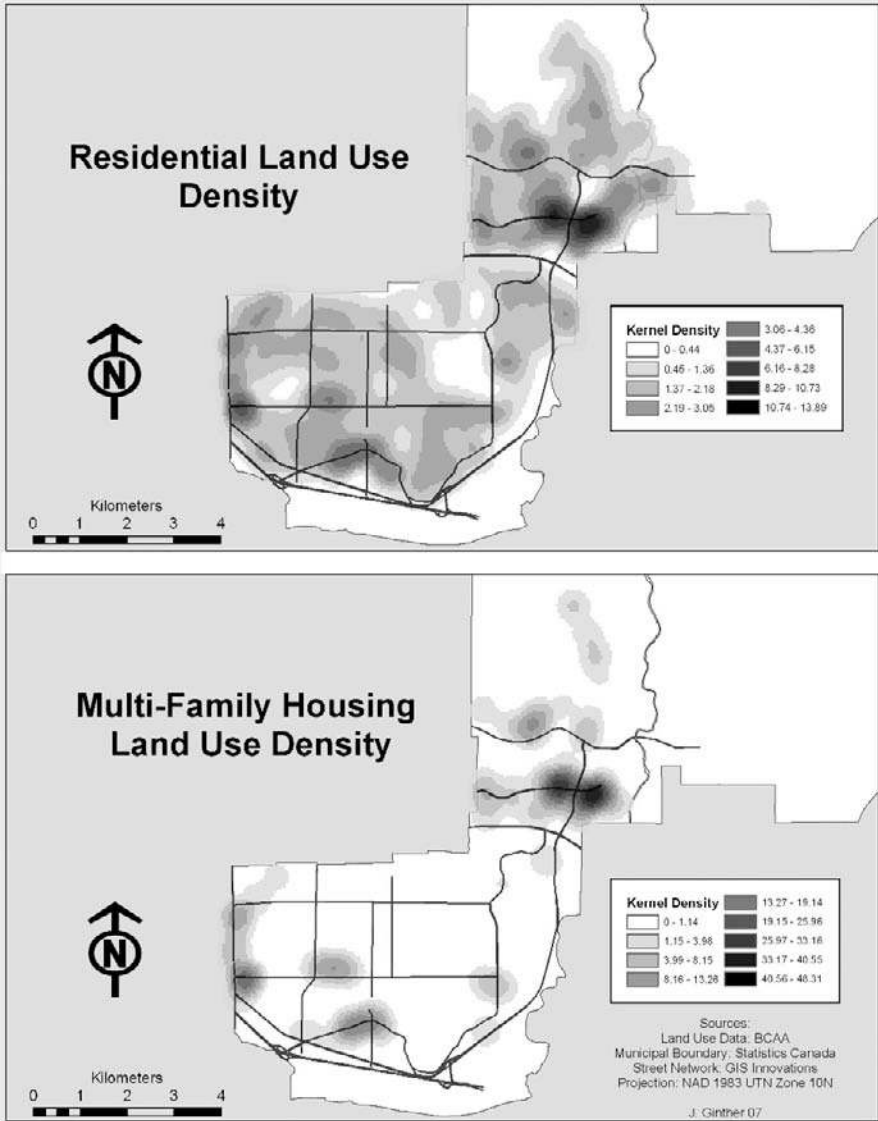 Residential Land Use
Density
N
Kilometers
0 1 2 3 4
Kernel Density
0 - 0.44
0.45 - 1.36
1.37 - 2.18
2.19 - 3.05
3.06 - 4.36
4.37 - 6.15
6.16 - 8.28
8.29 - 10.73
10.74 - 13.89
Multi-Family Housing
Land Use Density
N
Kilometers
0 1 2 3 4
Kernel Density
0 - 1.14
1.15 - 3.98
3.99 - 8.15
8.16 - 13.26
13.27 - 19.14
19.15 - 25.96
25.97 - 33.16
33.17 - 40.55
40.56 - 48.31
Sources:
Land Use Data: BCAA
Municipal Boundary: Statistics Canada
Street Network: GIS Innovations
Projection: NAD 1983 UTN Zone 10N
J. Ginther 07